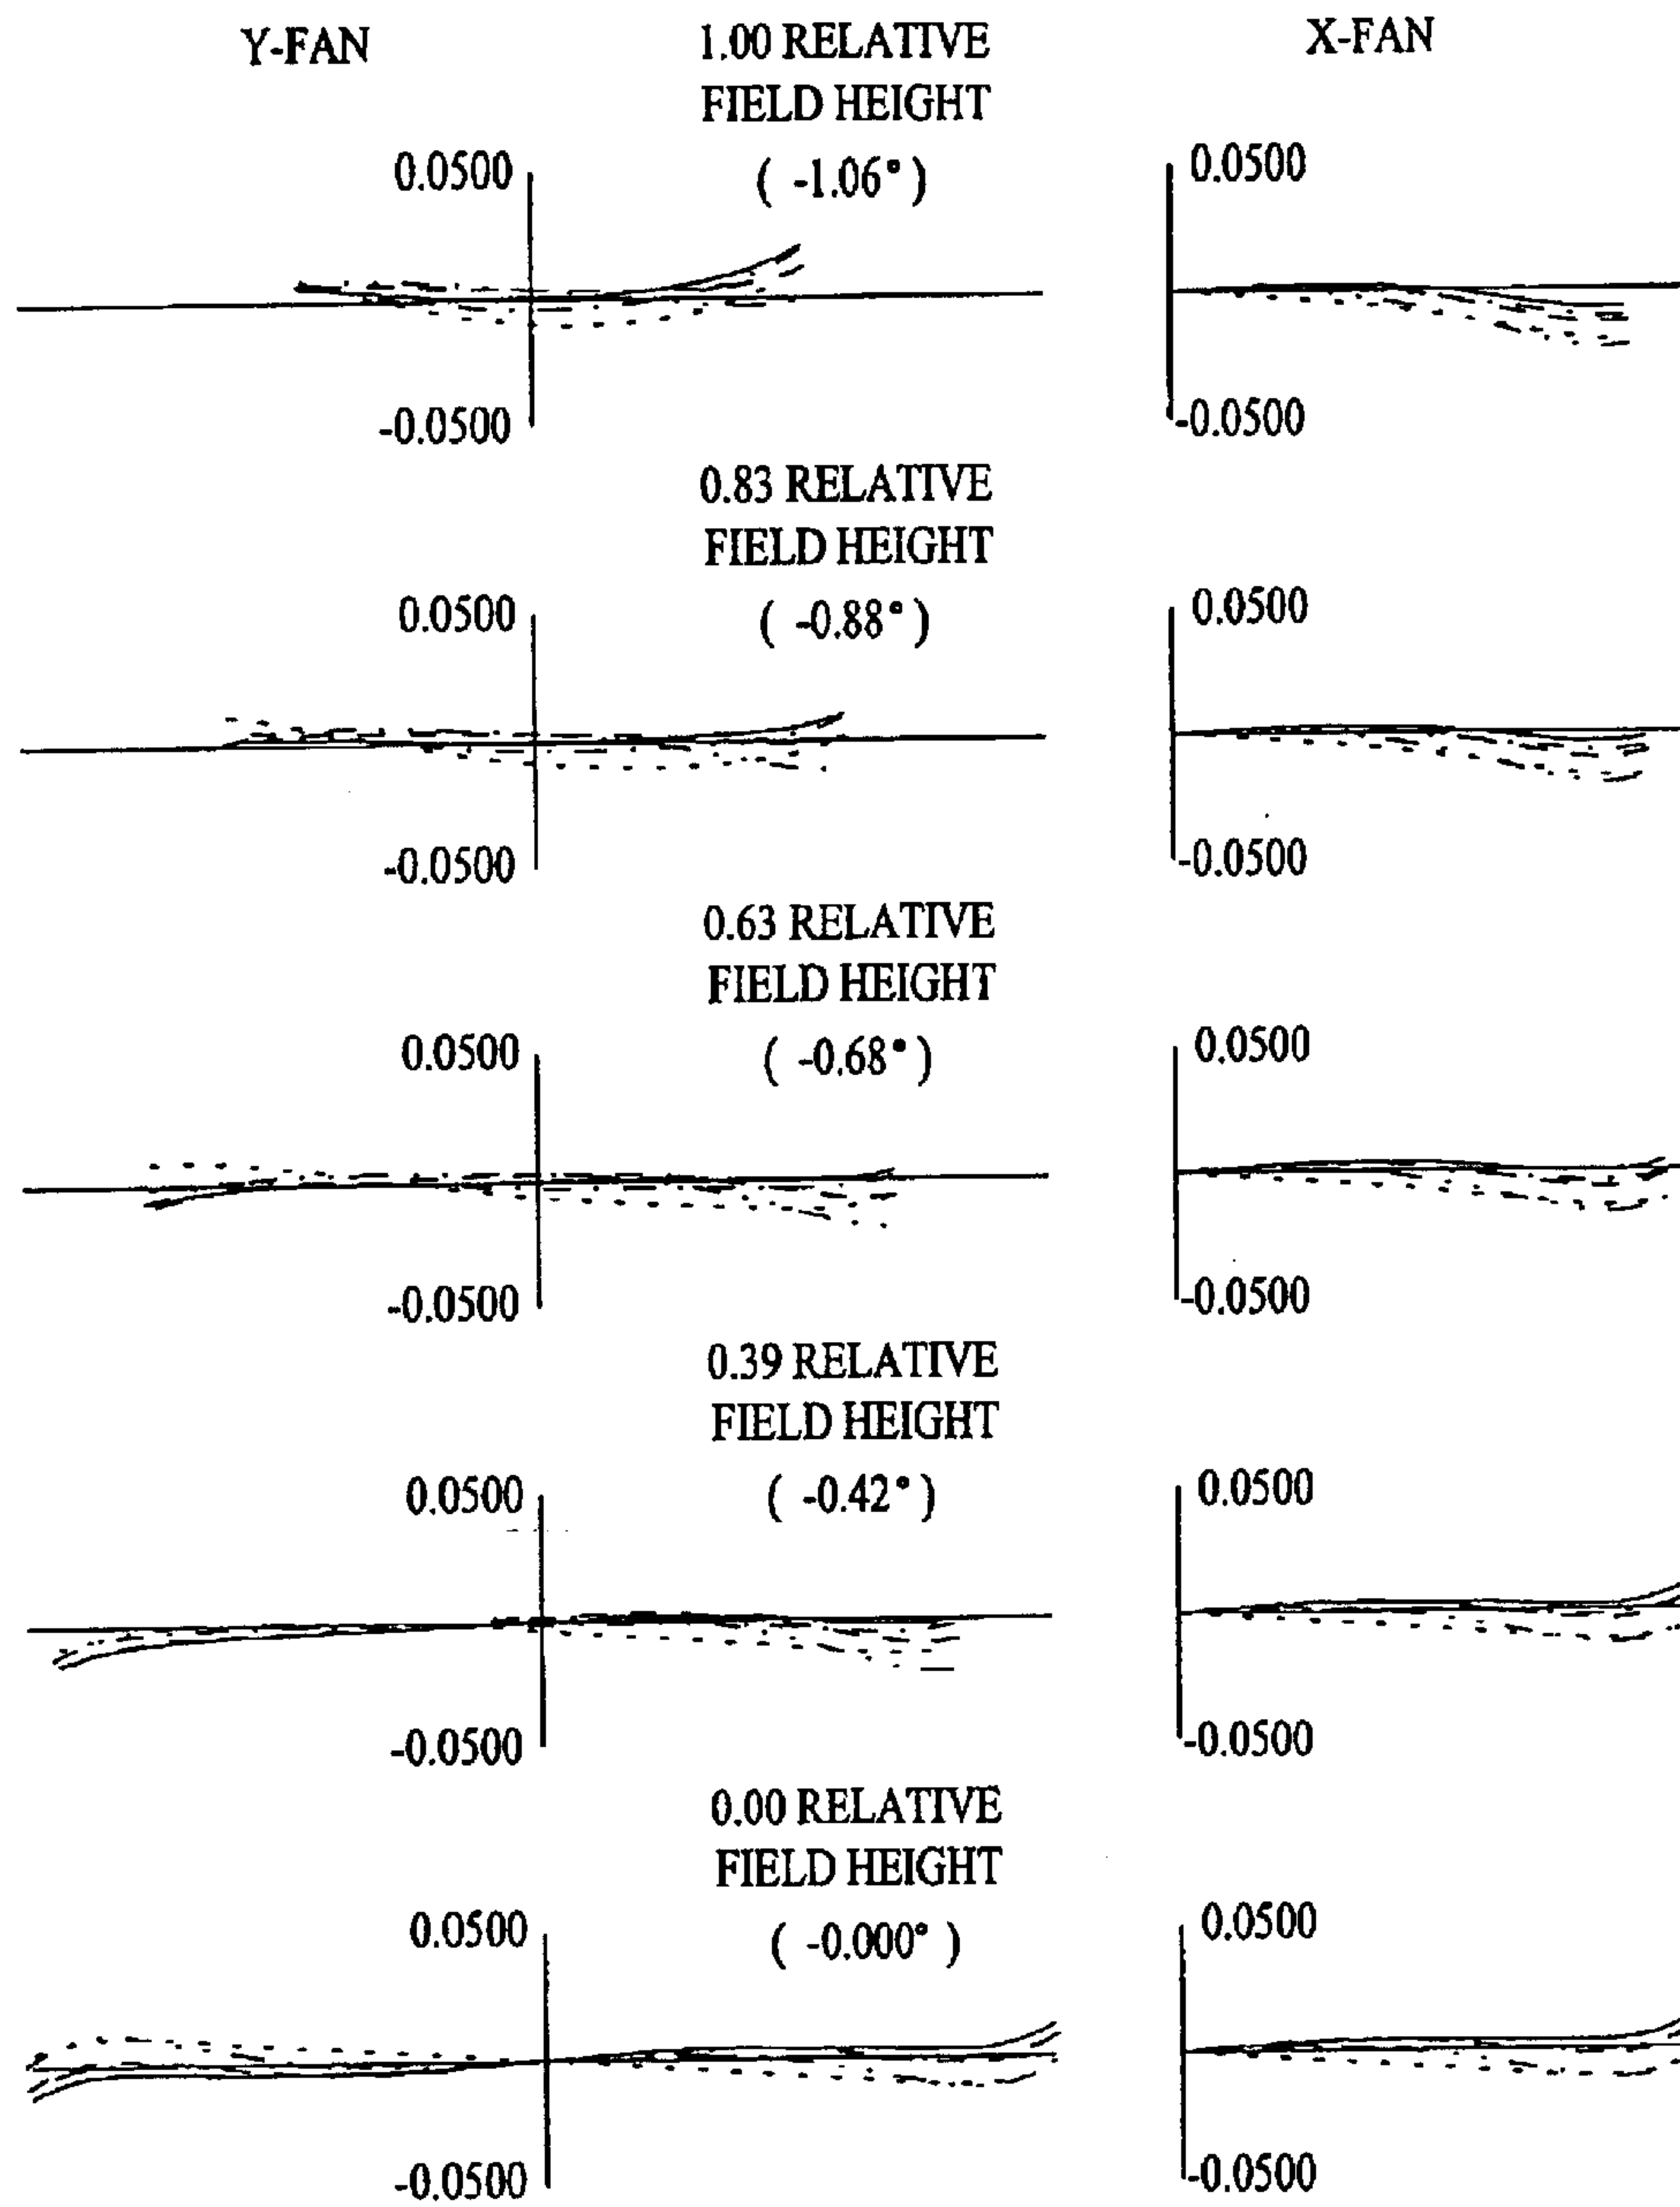 Y-FAN
1.00 RELATIVE
FIELD HEIGHT
( -1.06° )
X-FAN
0.0500
-0.0500
0.0500
-0.0500
0.83 RELATIVE
FIELD HEIGHT
( -0.88° )
0.0500
-0.0500
0.0500
-0.0500
0.63 RELATIVE
FIELD HEIGHT
( -0.68° )
0.0500
-0.0500
0.0500
-0.0500
0.39 RELATIVE
FIELD HEIGHT
( -0.42° )
0.0500
-0.0500
0.0500
-0.0500
0.00 RELATIVE
FIELD HEIGHT
( -0.000° )
0.0500
-0.0500
0.0500
-0.0500